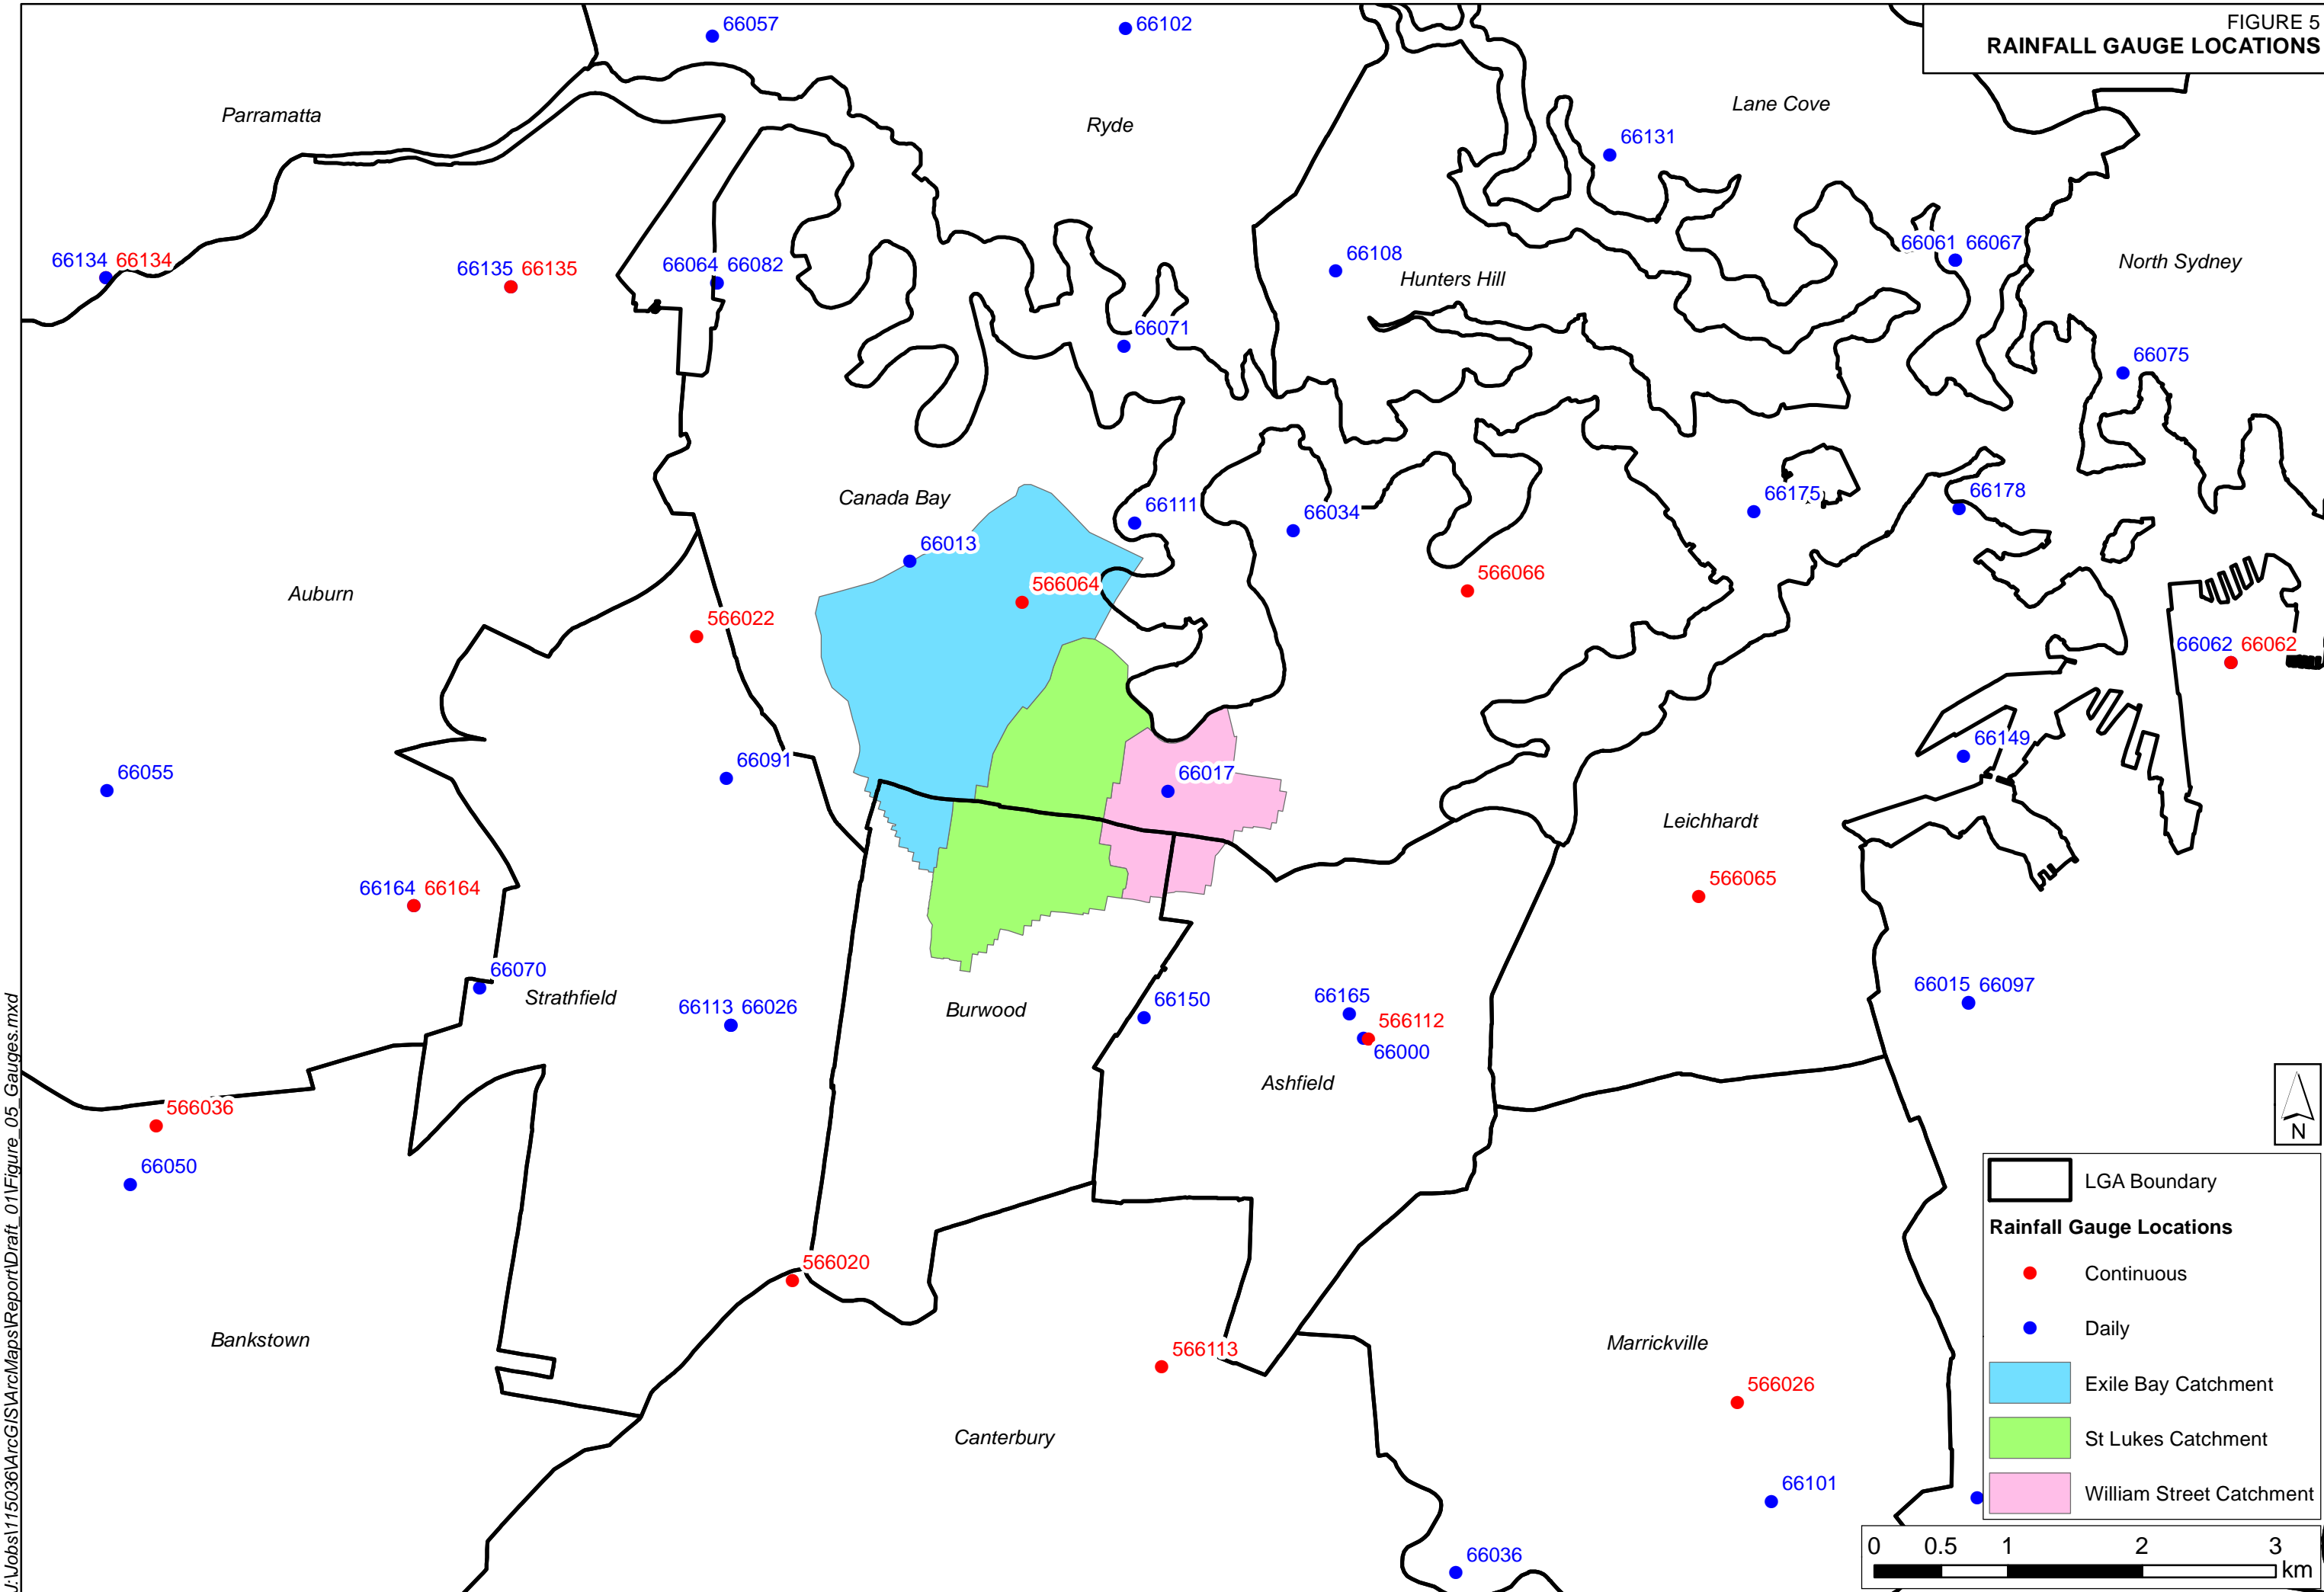 FIGURE 5
RAINFALL GAUGE LOCATIONS
66057
66102
Parramatta
Ryde
Lane Cove
66131
66134 66134
66135 66135
66064 66082
66108
Hunters Hill
66061 66067
North Sydney
66071
66075
Canada Bay
66111
66034
66175
66178
66013
566064
566066
Auburn
566022
66062 66062
66055
66091
66017
66149
Leichhardt
66164 66164
566065
66070
Strathfield
66113 66026
Burwood
66150
66165
566112
66000
66015 66097
Ashfield
566036
66050
566020
Bankstown
566113
Marrickville
566026
Canterbury
66101
66036
N
LGA Boundary
Rainfall Gauge Locations
Continuous
Daily
Exile Bay Catchment
St Lukes Catchment
William Street Catchment
0 0.5 1 2 3
km
J:\Jobs\115036\ArcGIS\ArcMaps\Report\Draft_01\Figure_05_Gauges.mxd